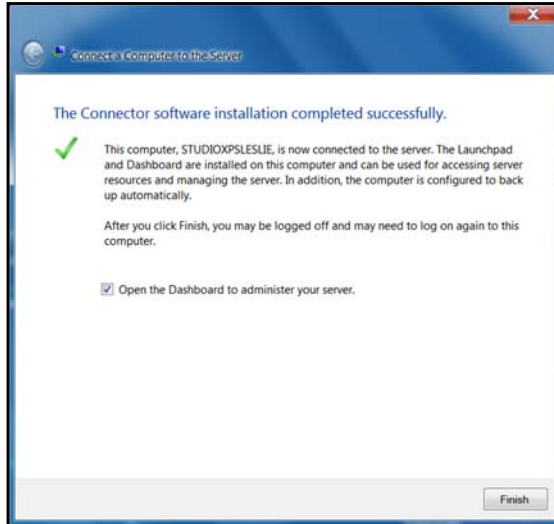 Connect a Computer to the Server
The Connector software installation completed successfully.
This computer, STUDIOXPSLESLIE, is now connected to the server. The Launchpad
and Dashboard are installed on this computer and can be used for accessing server
resources and managing the server. In addition, the computer is configured to back
up automatically.
After you click Finish, you may be logged off and may need to log on again to this
computer.
Open the Dashboard to administer your server.
Finish